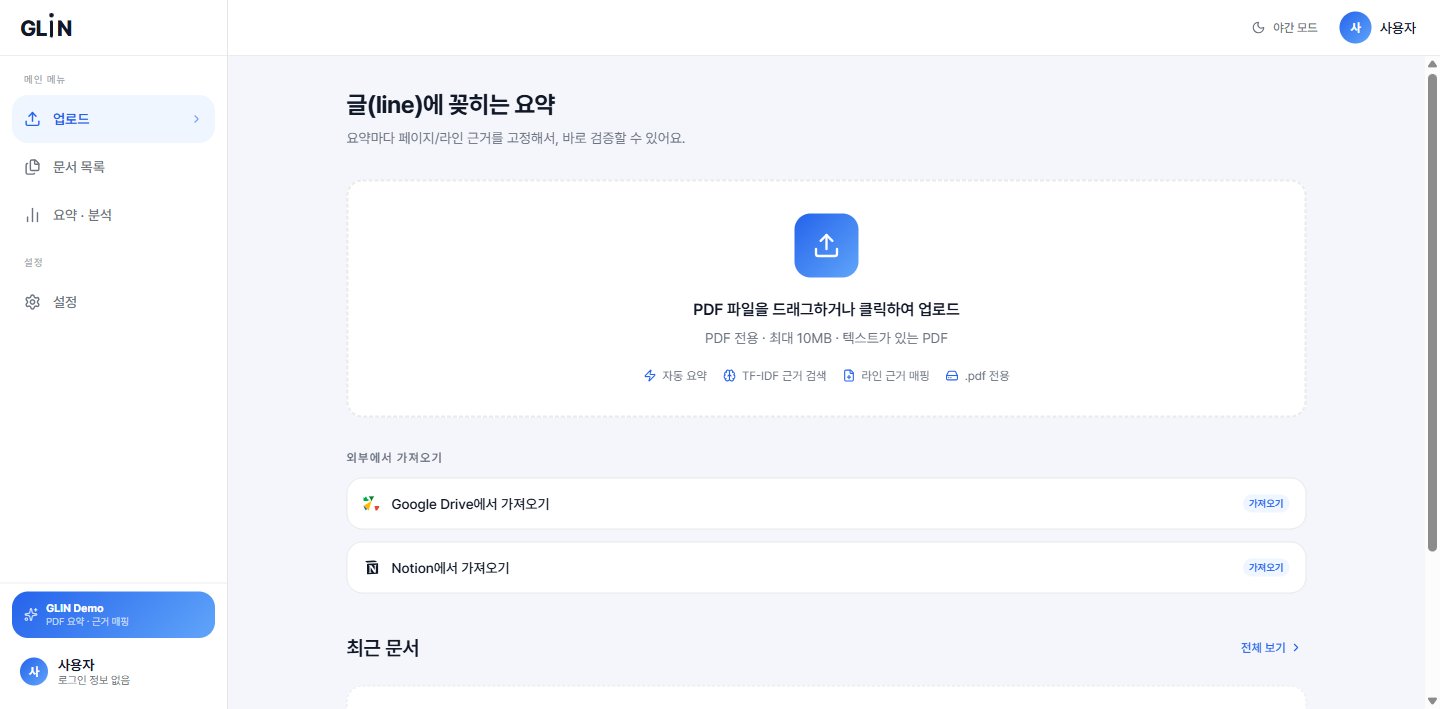 GLiN
야간 모드
사
사용자
메인 메뉴
업로드
문서 목록
요약 · 분석
설정
설정
GLIN Demo
PDF 요약 · 근거 매핑
사
사용자
로그인 정보 없음
글(line)에 꽂히는 요약
요약마다 페이지/라인 근거를 고정해서, 바로 검증할 수 있어요.
PDF 파일을 드래그하거나 클릭하여 업로드
PDF 전용 · 최대 10MB · 텍스트가 있는 PDF
자동 요약 TF-IDF 근거 검색 라인 근거 매핑 .pdf 전용
외부에서 가져오기
Google Drive에서 가져오기 가져오기
Notion에서 가져오기 가져오기
최근 문서 전체 보기